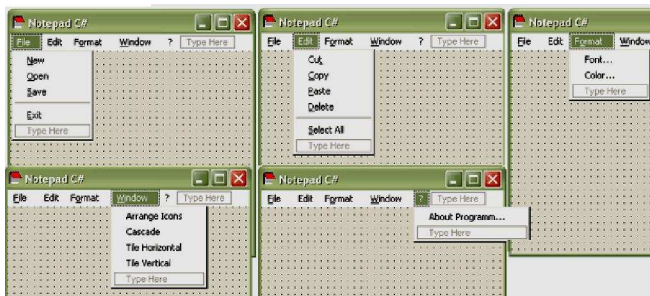 Notepad C#
File Edit Format Window ? Type Here
New
Open
Save
Exit
Type Here
Notepad C#
File Edit Format Window ? Type Here
Cut
Copy
Paste
Delete
Select All
Type Here
Notepad C#
File Edit Format Window
Font...
Color...
Type Here
Notepad C#
File Edit Format Window ? Type Here
Arrange Icons
Cascade
Tile Horizontal
Tile Vertical
Type Here
Notepad C#
File Edit Format Window ? Type Here
About Programm...
Type Here